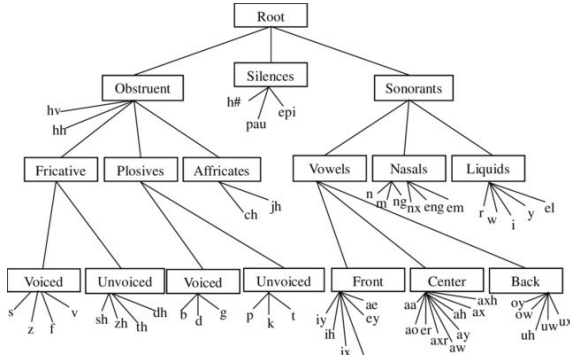 Root
Obstruent Silences Sonorants
hv
hh
h#
pau
epi
Fricative Plosives Affricates Vowels Nasals Liquids
ch
jh
n
m
ng
nx
eng
em
r
w
i
y
el
Voiced Unvoiced Voiced Unvoiced Front Center Back
s
z
f
v
sh
zh
th
dh
b
d
g
p
k
t
iy
ih
ix
ey
ae
aa
ao
er
axr
aw
ay
ah
ax
axh
oy
ow
uh
uw
ux